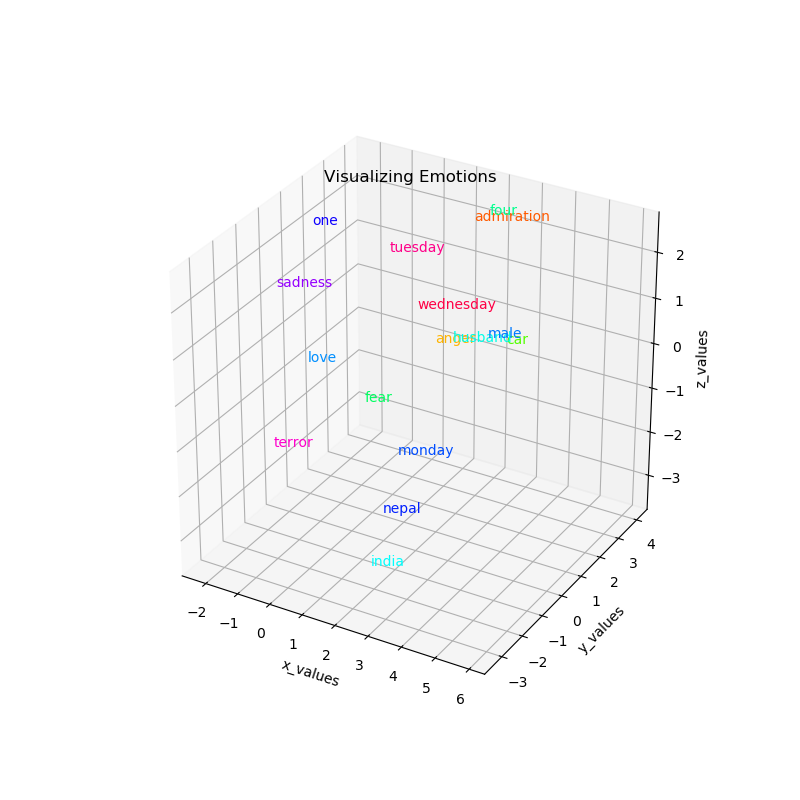 Visualizing Emotions
four
admiration
one
tuesday
sadness
wednesday
male
anger
husband
car
love
fear
terror
monday
nepal
india
2
1
0
−1
−2
−3
z_values
4
3
2
1
0
−1
−2
−3
y_values
−2
−1
0
1
2
3
4
5
6
x_values